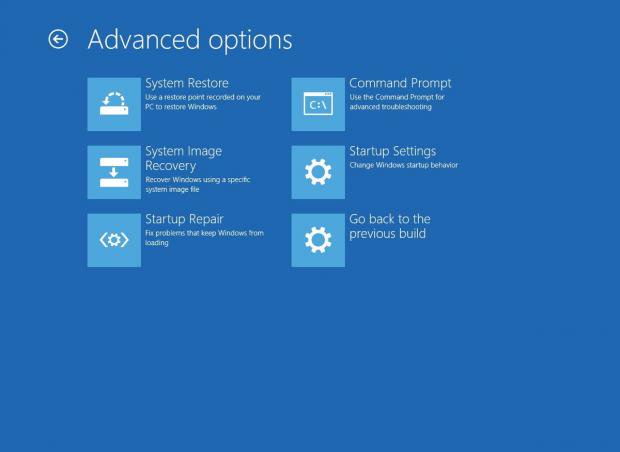 Advanced options
System Restore
Use a restore point recorded on your
PC to restore Windows
System Image
Recovery
Recover Windows using a specific
system image file
Startup Repair
Fix problems that keep Windows from
loading
C:\
Command Prompt
Use the Command Prompt for
advanced troubleshooting
Startup Settings
Change Windows startup behavior
Go back to the
previous build